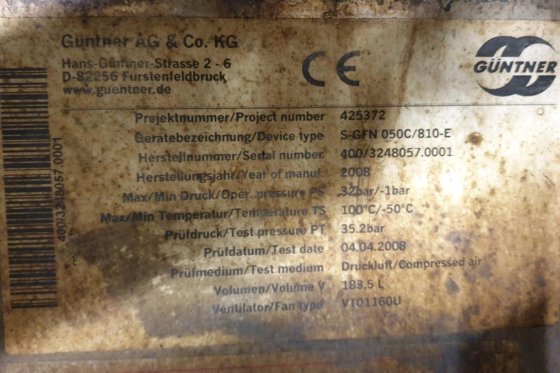 Güntner AG & Co. KG
Hans-Güntner-Strasse 2 - 6
D-82256 Fürstenfeldbruck
www.guentner.de
CE
GÜNTNER
Projektnummer/Project number 425372
Gerätebezeichnung/Device type S-GFN 050C/810-E
Herstellnummer/Serial number 400/3248057.0001
Herstellungsjahr/Year of manuf. 2008
Max/Min Druck/Oper. pressure PS 32bar/-1bar
Max/Min Temperatur/Temperature TS 100°C/-50°C
Prüfdruck/Test pressure PT 35.2bar
Prüfdatum/Test date 04.04.2008
Prüfmedium/Test medium Druckluft/Compressed air
Volumen/Volume V 183,5 L
Ventilator/Fan type VT01160U
400/3248057.0001